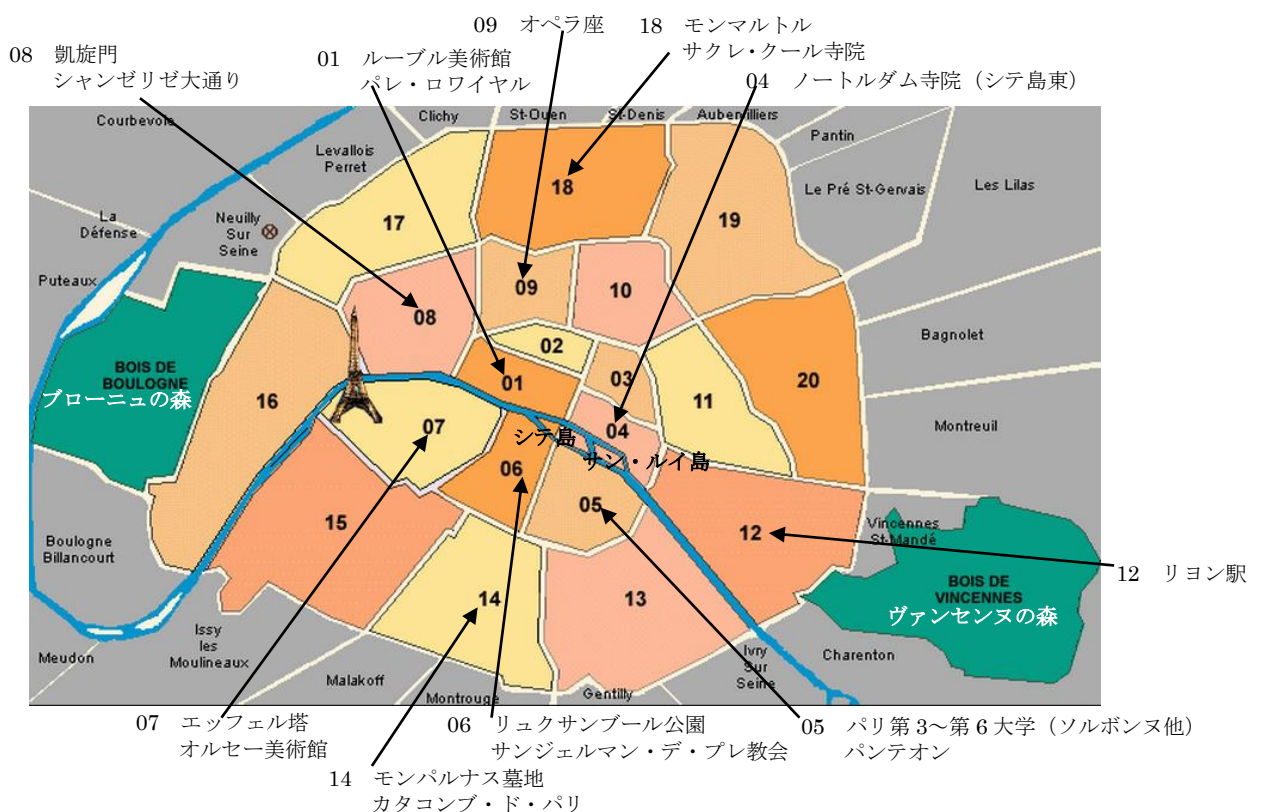 09　オペラ座
18　モンマルトル
サクレ・クール寺院
08　凱旋門
シャンゼリゼ大通り
01　ルーブル美術館
パレ・ロワイヤル
04　ノートルダム寺院（シテ島東）
Courbevoie
Clichy
St-Ouen
St-Denis
Aubervilliers
Pantin
Levallois
Perret
Le Pré St-Gervais
Les Lilas
La
Défense
Neuilly
Sur
Seine
Puteaux
17
18
19
08
09
10
02
01
03
04
11
20
Bagnolet
Montreuil
BOIS DE
BOULOGNE
ブローニュの森
16
07
シテ島
サン・ルイ島
06
05
15
12
Vincennes
St-Mandé
Boulogne
Billancourt
14
13
BOIS DE
VINCENNES
ヴァンセンヌの森
12　リヨン駅
Issy
les
Moulineaux
Meudon
Malakoff
Montrouge
Gentilly
Ivry
Sur
Seine
Charenton
07　エッフェル塔
オルセー美術館
06　リュクサンブール公園
サンジェルマン・デ・プレ教会
05　パリ第 3～第 6 大学（ソルボンヌ他）
パンテオン
14　モンパルナス墓地
カタコンブ・ド・パリ